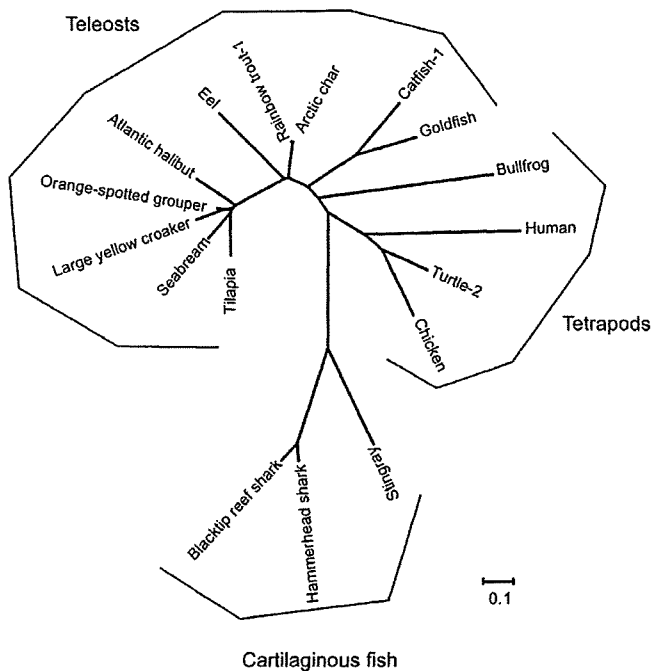 Teleosts
Rainbow trout-1
Arctic char
Catfish-1
Eel
Goldfish
Atlantic halibut
Bullfrog
Orange-spotted grouper
Large yellow croaker
Human
Seabream
Tilapia
Turtle-2
Chicken
Tetrapods
Blacktip reef shark
Hammerhead shark
Stingray
0.1
Cartilaginous fish